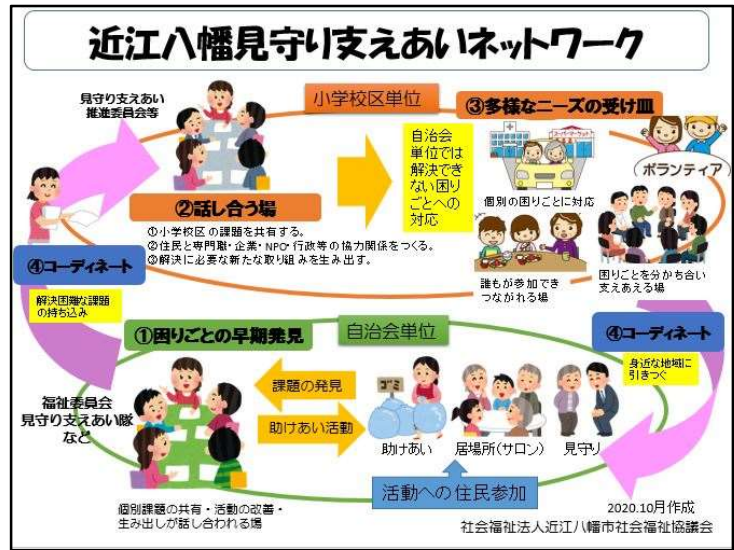 近江八幡見守り支えあいネットワーク
見守り支えあい
推進委員会等
小学校区単位
③多様なニーズの受け皿
自治会
単位では
解決でき
ない困り
ごとへの
対応
スーパーマーケット
個別の困りごとに対応
ボランティア
②話し合う場
①小学校区の課題を共有する。
②住民と専門職・企業・NPO・行政等の協力関係をつくる。
③解決に必要な新たな取り組みを生み出す。
誰もが参加でき
つながれる場
困りごとを分かち合い
支えあえる場
④コーディネート
解決困難な課題
の持ち込み
①困りごとの早期発見
自治会単位
④コーディネート
身近な地域に
引きつぐ
福祉委員会
見守り支えあい隊
など
課題の発見
助けあい活動
ゴミ
助けあい
居場所(サロン)
見守り
活動への住民参加
個別課題の共有・活動の改善・
生み出しが話し合われる場
2020.10月作成
社会福祉法人近江八幡市社会福祉協議会